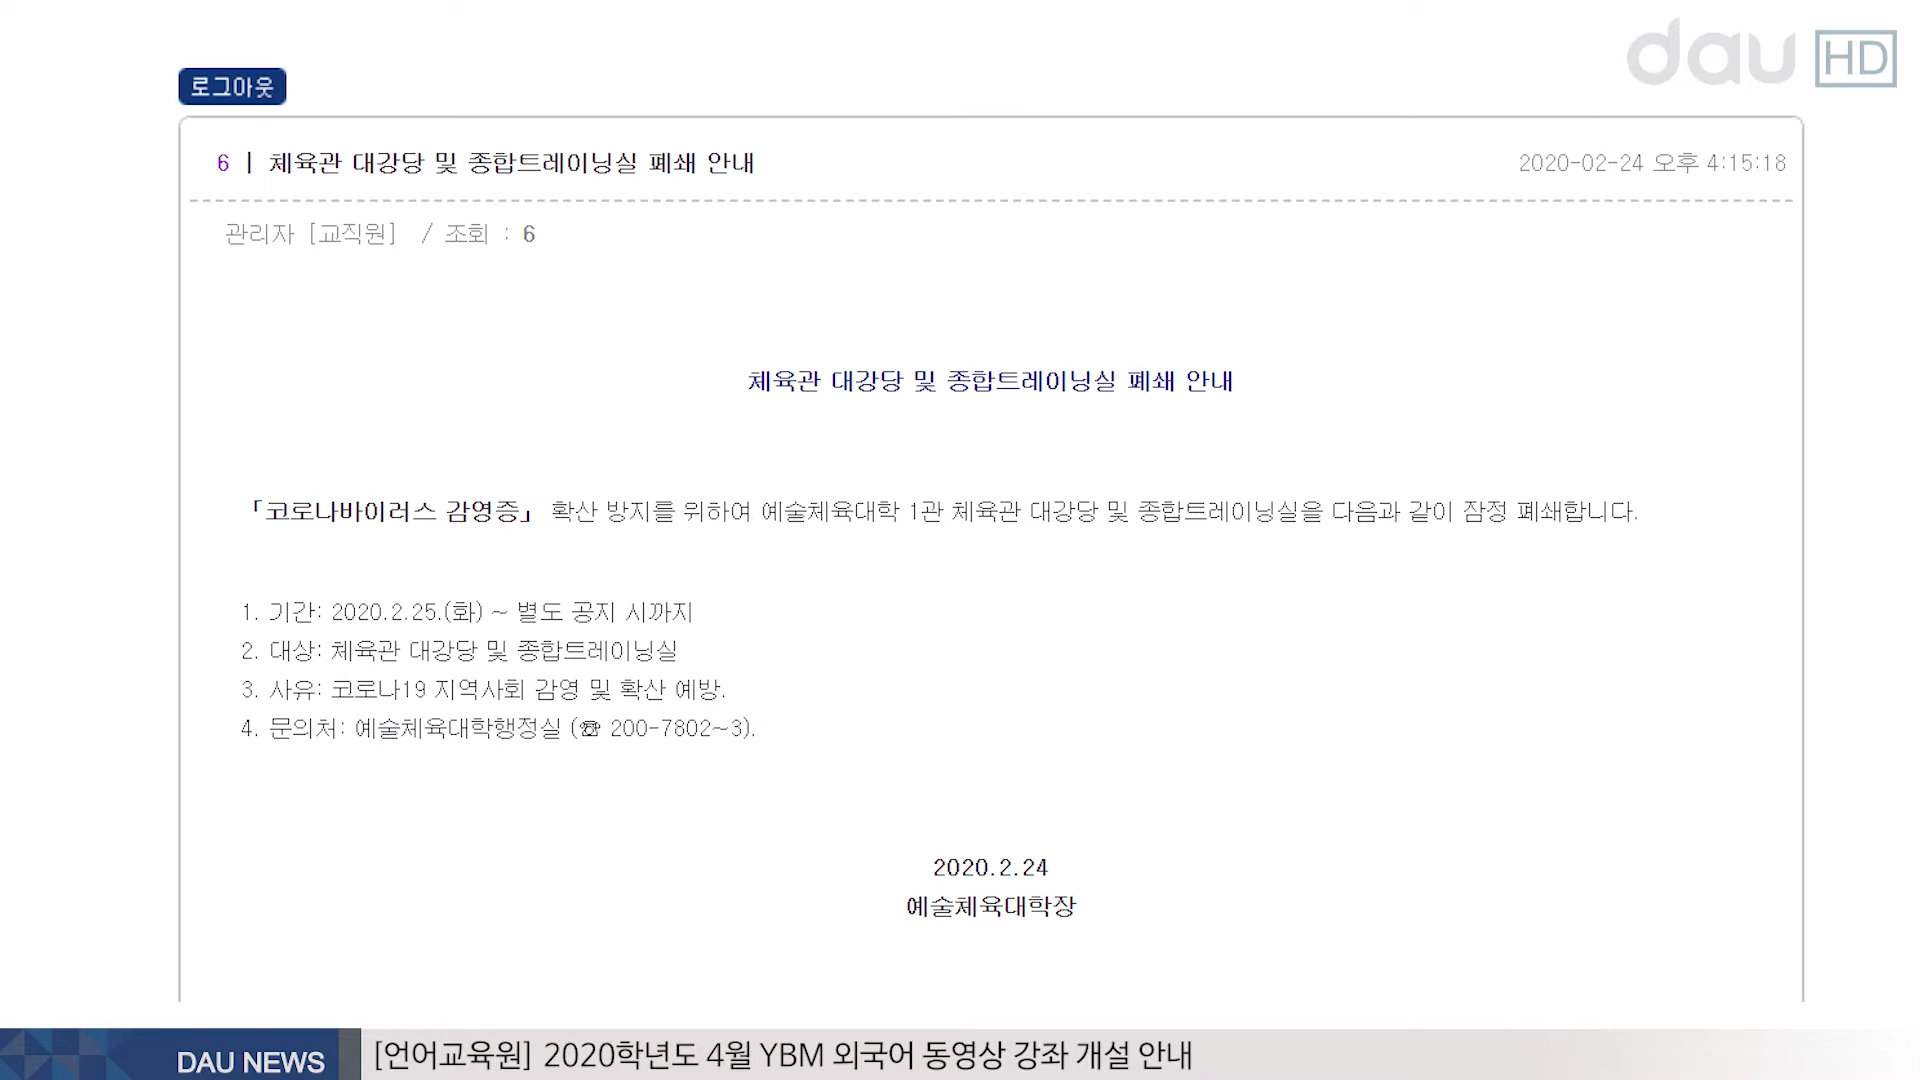 dau HD
로그아웃
6 | 체육관 대강당 및 종합트레이닝실 폐쇄 안내 2020-02-24 오후 4:15:18
관리자 [교직원] / 조회 : 6
체육관 대강당 및 종합트레이닝실 폐쇄 안내
「코로나바이러스 감영증」 확산 방지를 위하여 예술체육대학 1관 체육관 대강당 및 종합트레이닝실을 다음과 같이 잠정 폐쇄합니다.
1. 기간: 2020.2.25.(화) ~ 별도 공지 시까지
2. 대상: 체육관 대강당 및 종합트레이닝실
3. 사유: 코로나19 지역사회 감영 및 확산 예방.
4. 문의처: 예술체육대학행정실 (☏ 200-7802~3).
2020.2.24
예술체육대학장
DAU NEWS [언어교육원] 2020학년도 4월 YBM 외국어 동영상 강좌 개설 안내